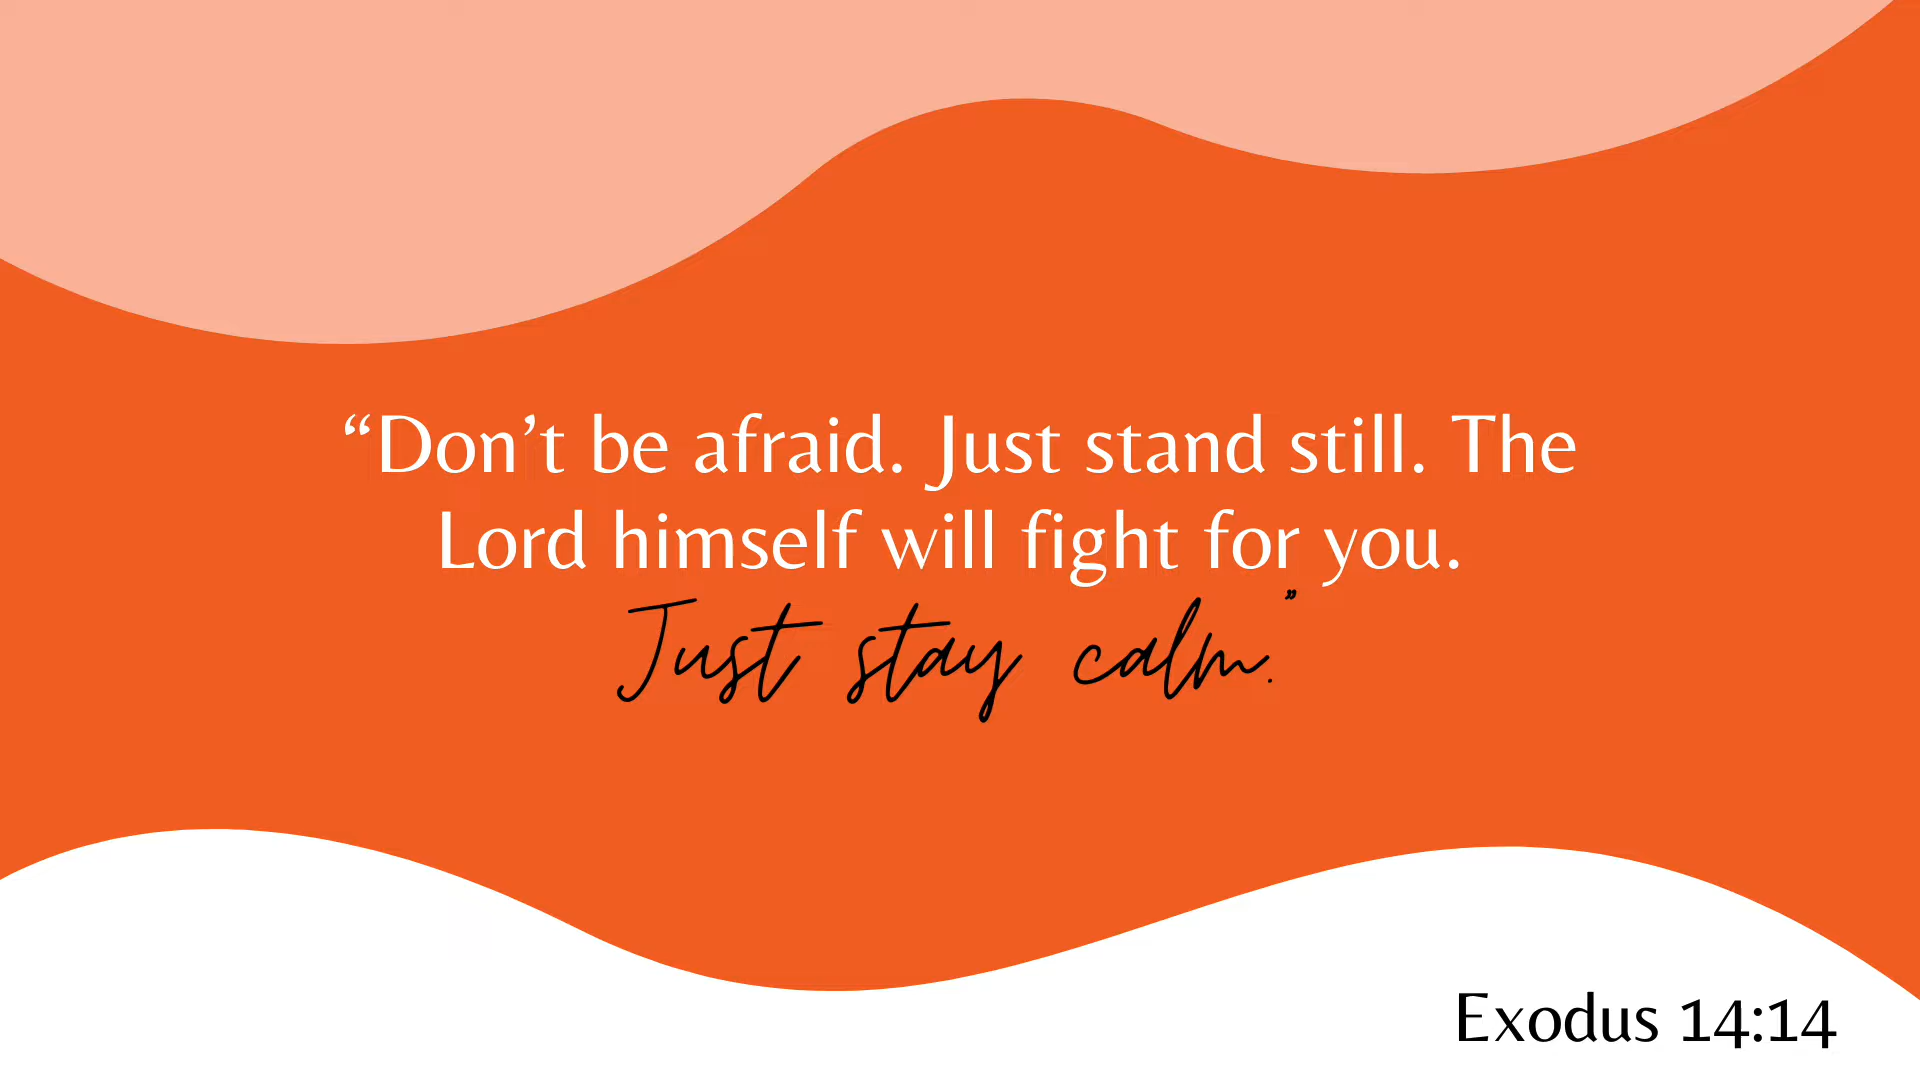 “Don’t be afraid. Just stand still. The
Lord himself will fight for you.
Just stay calm.”
Exodus 14:14